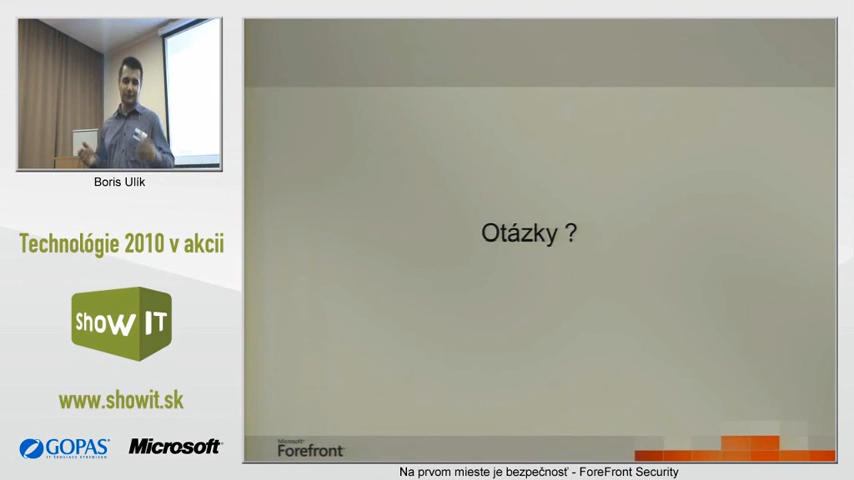 Boris Ulík
Technológie 2010 v akcii
ShoW IT
www.showit.sk
GOPAS
Microsoft
Otázky ?
Microsoft
Forefront
Na prvom mieste je bezpečnosť - ForeFront Security